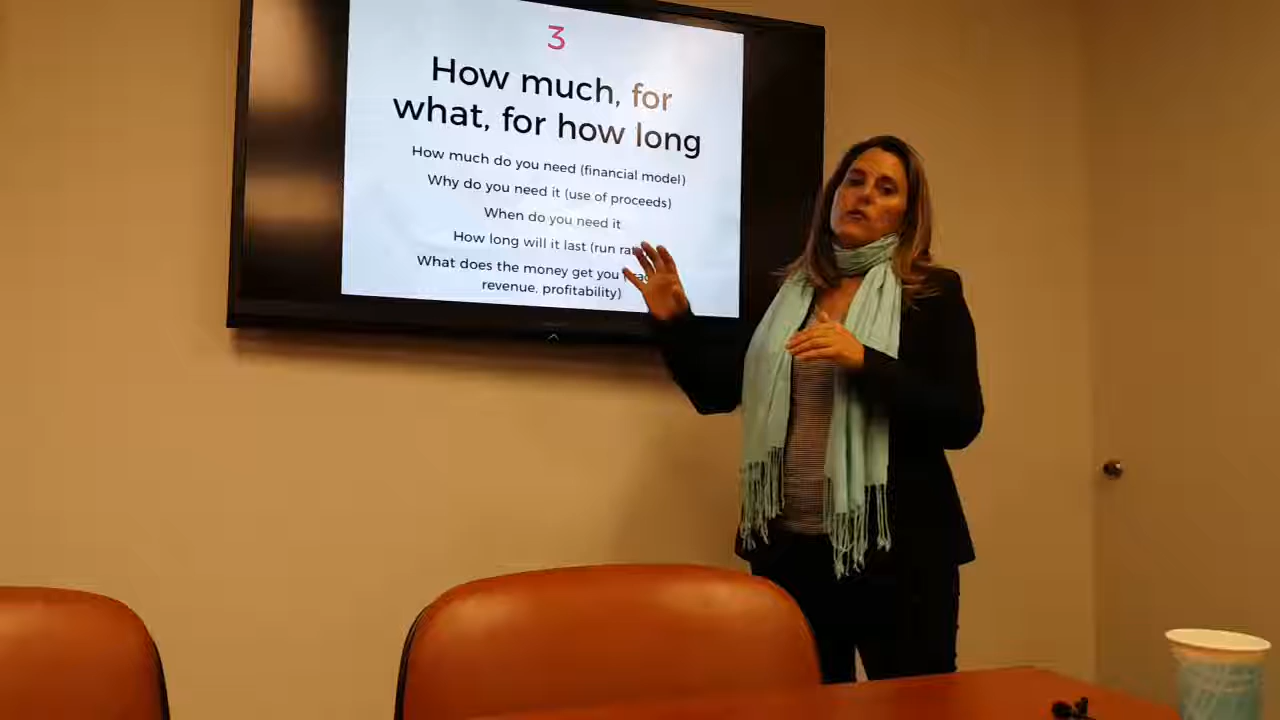 3
How much, for
what, for how long
How much do you need (financial model)
Why do you need it (use of proceeds)
When do you need it
How long will it last (run
What does the money get you
revenue, profitability)